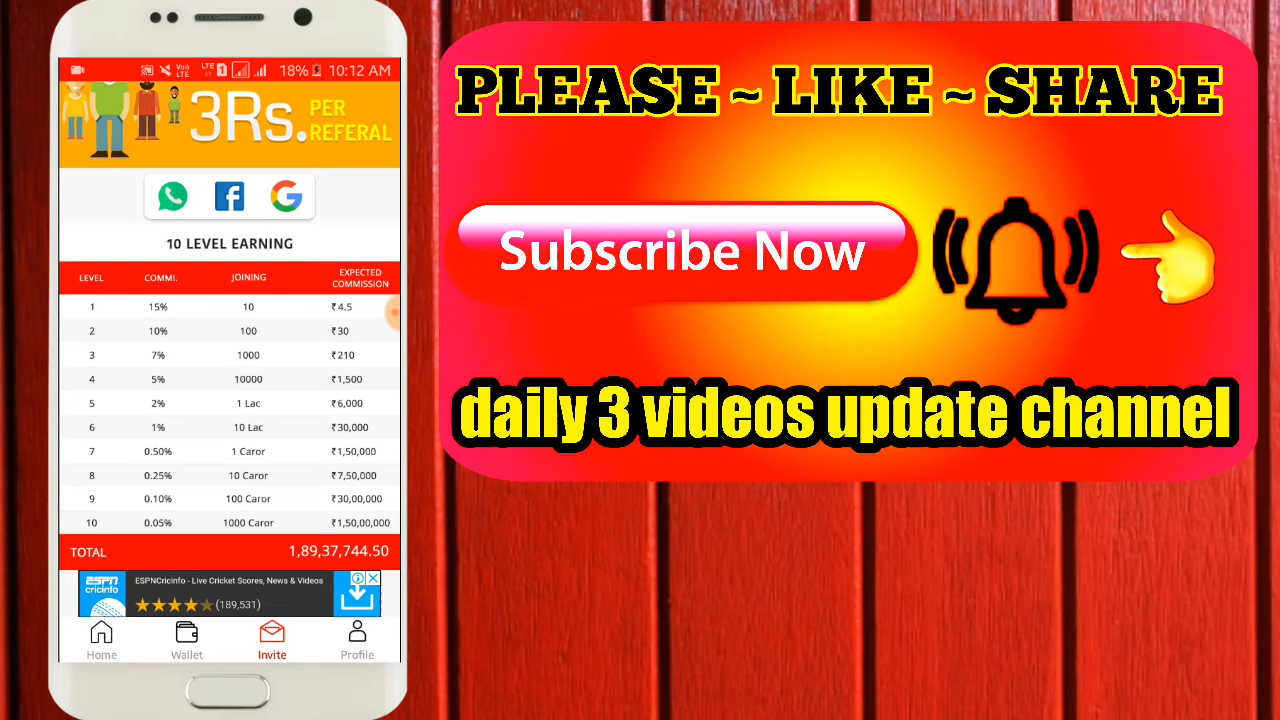 18% 10:12 AM
3Rs. PER REFERAL
10 LEVEL EARNING
LEVEL COMMI. JOINING EXPECTED COMMISSION
1 15% 10 ₹4.5
2 10% 100 ₹30
3 7% 1000 ₹210
4 5% 10000 ₹1,500
5 2% 1 Lac ₹6,000
6 1% 10 Lac ₹30,000
7 0.50% 1 Caror ₹1,50,000
8 0.25% 10 Caror ₹7,50,000
9 0.10% 100 Caror ₹30,00,000
10 0.05% 1000 Caror ₹1,50,00,000
TOTAL 1,89,37,744.50
ESPN cricinfo
ESPNCricinfo - Live Cricket Scores, News & Videos
(189,531)
Home Wallet Invite Profile
PLEASE ~ LIKE ~ SHARE
Subscribe Now
daily 3 videos update channel